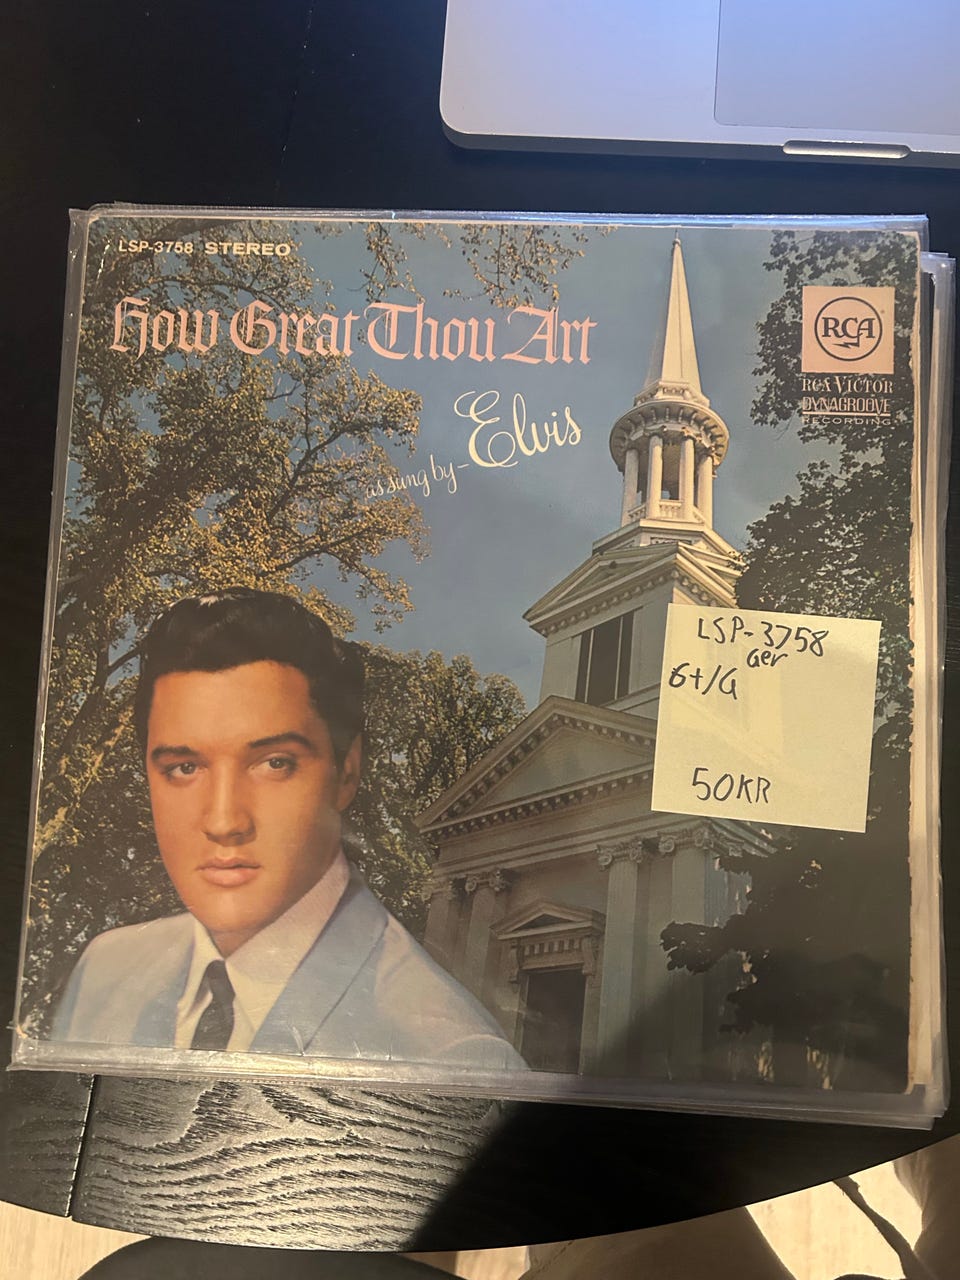 LSP-3758 STEREO
How Great Thou Art
as sung by-Elvis
RCA
RCA VICTOR
DYNAGROOVE
RECORDING
LSP-3758
Ger
G+/G
50KR